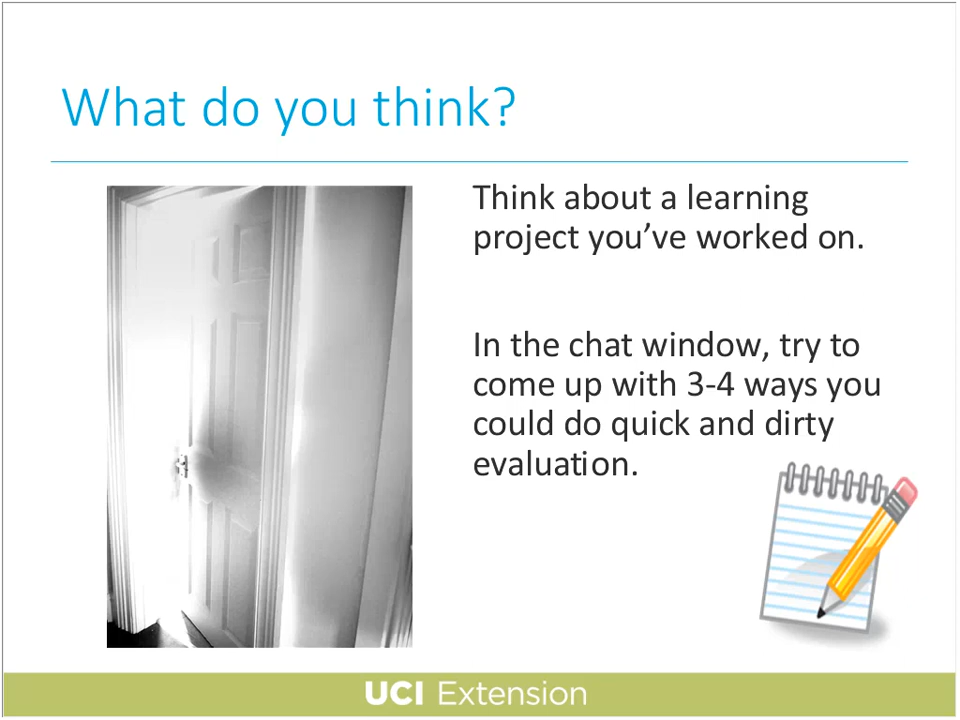 What do you think?
Think about a learning
project you’ve worked on.
In the chat window, try to
come up with 3-4 ways you
could do quick and dirty
evaluation.
UCI Extension